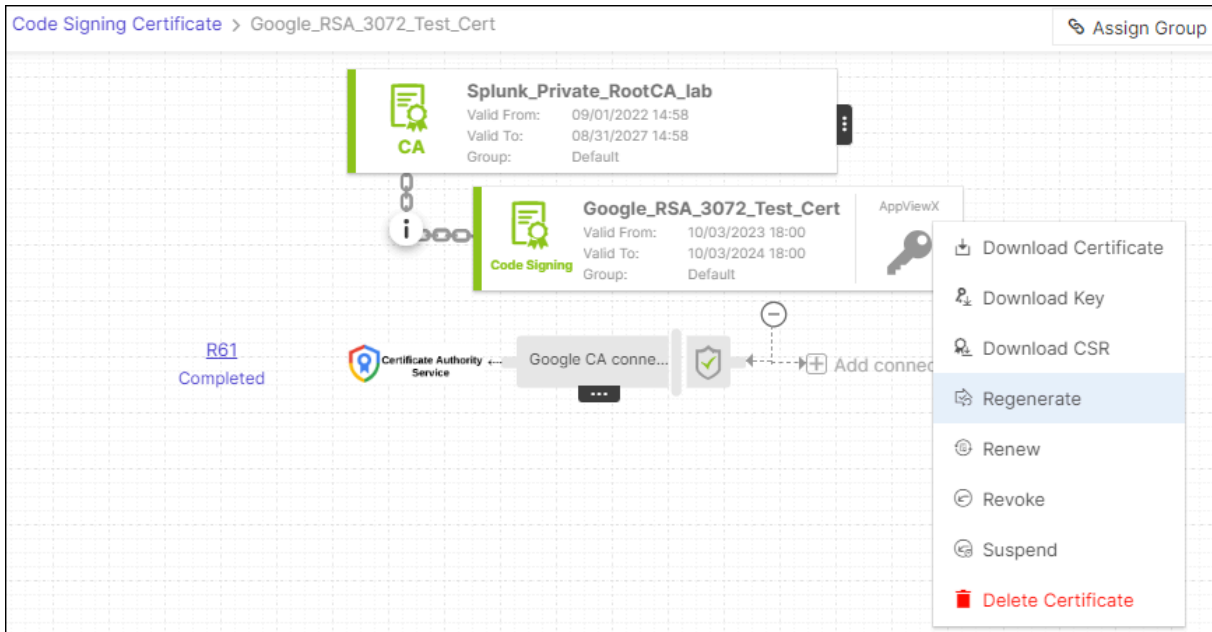 Code Signing Certificate > Google_RSA_3072_Test_Cert
Assign Group
Splunk_Private_RootCA_lab
Valid From: 09/01/2022 14:58
Valid To: 08/31/2027 14:58
Group: Default
CA
Google_RSA_3072_Test_Cert
Valid From: 10/03/2023 18:00
Valid To: 10/03/2024 18:00
Group: Default
Code Signing
AppViewX
i
Download Certificate
Download Key
Download CSR
Regenerate
Renew
Revoke
Suspend
Delete Certificate
R61
Completed
Certificate Authority
Service
Google CA conne...
Add connec